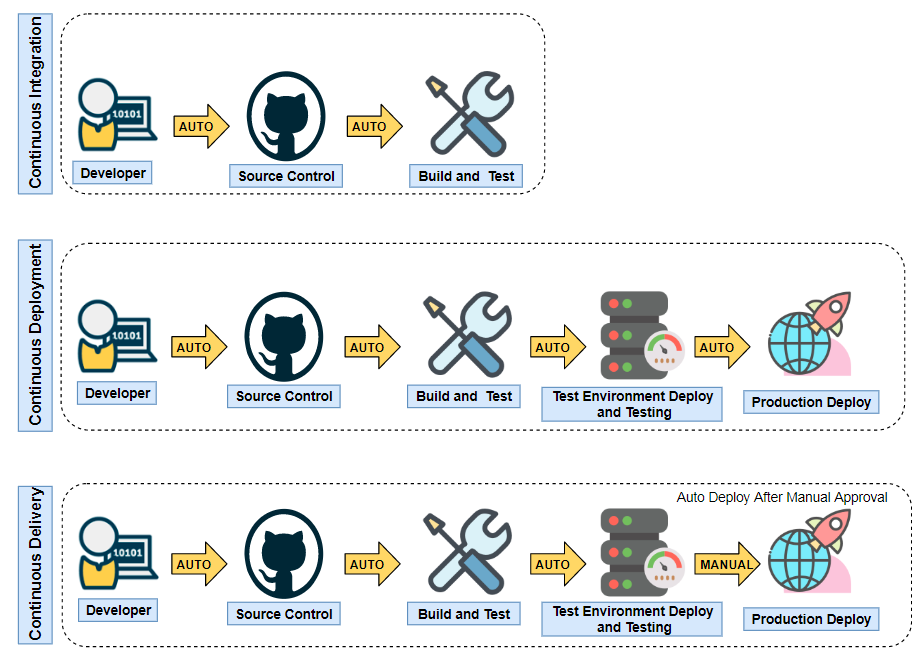 Continuous Integration
10101
AUTO
AUTO
Developer
Source Control
Build and Test
Continuous Deployment
10101
AUTO
AUTO
AUTO
AUTO
Developer
Source Control
Build and Test
Test Environment Deploy
and Testing
Production Deploy
Continuous Delivery
Auto Deploy After Manual Approval
10101
AUTO
AUTO
AUTO
MANUAL
Developer
Source Control
Build and Test
Test Environment Deploy
and Testing
Production Deploy